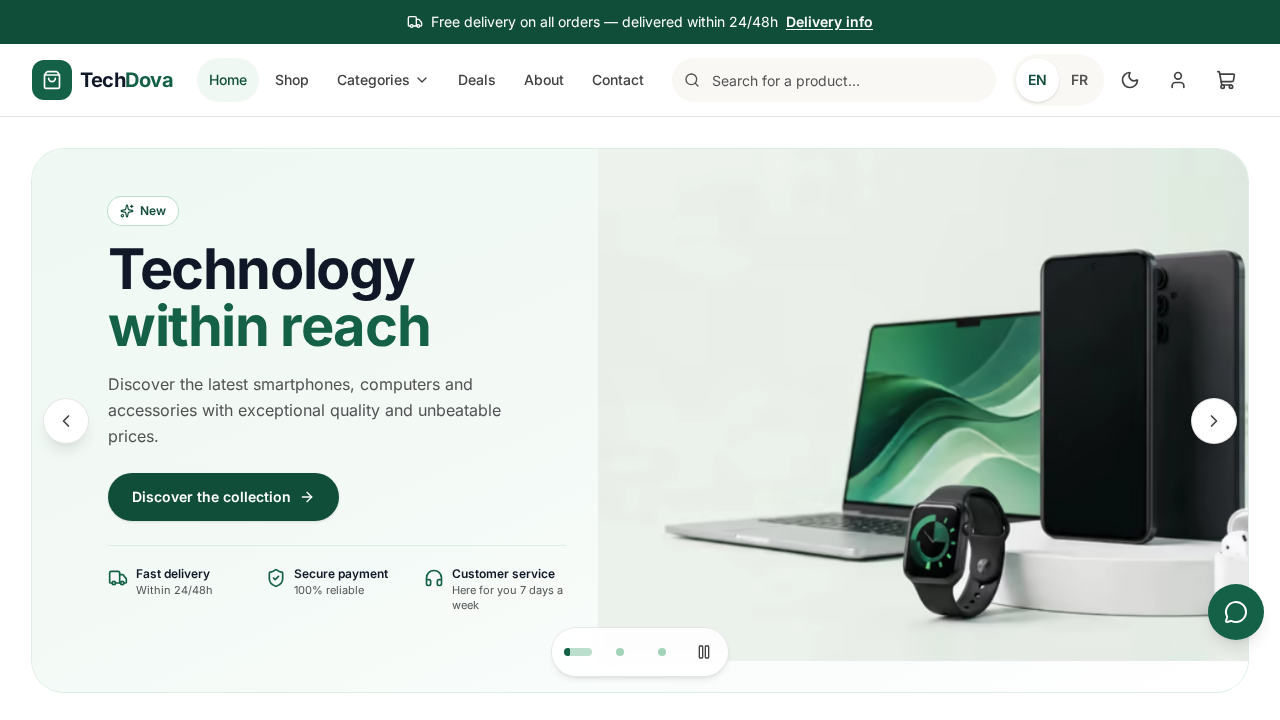 Free delivery on all orders — delivered within 24/48h Delivery info
TechDova
Home
Shop
Categories
Deals
About
Contact
Search for a product...
EN
FR
New
Technology
within reach
Discover the latest smartphones, computers and
accessories with exceptional quality and unbeatable
prices.
Discover the collection
Fast delivery
Within 24/48h
Secure payment
100% reliable
Customer service
Here for you 7 days a
week